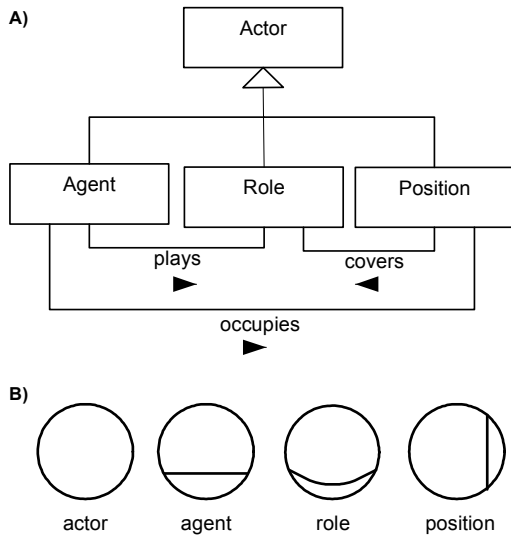 A)
Actor
Agent Role Position
plays covers
occupies
B)
actor agent role position